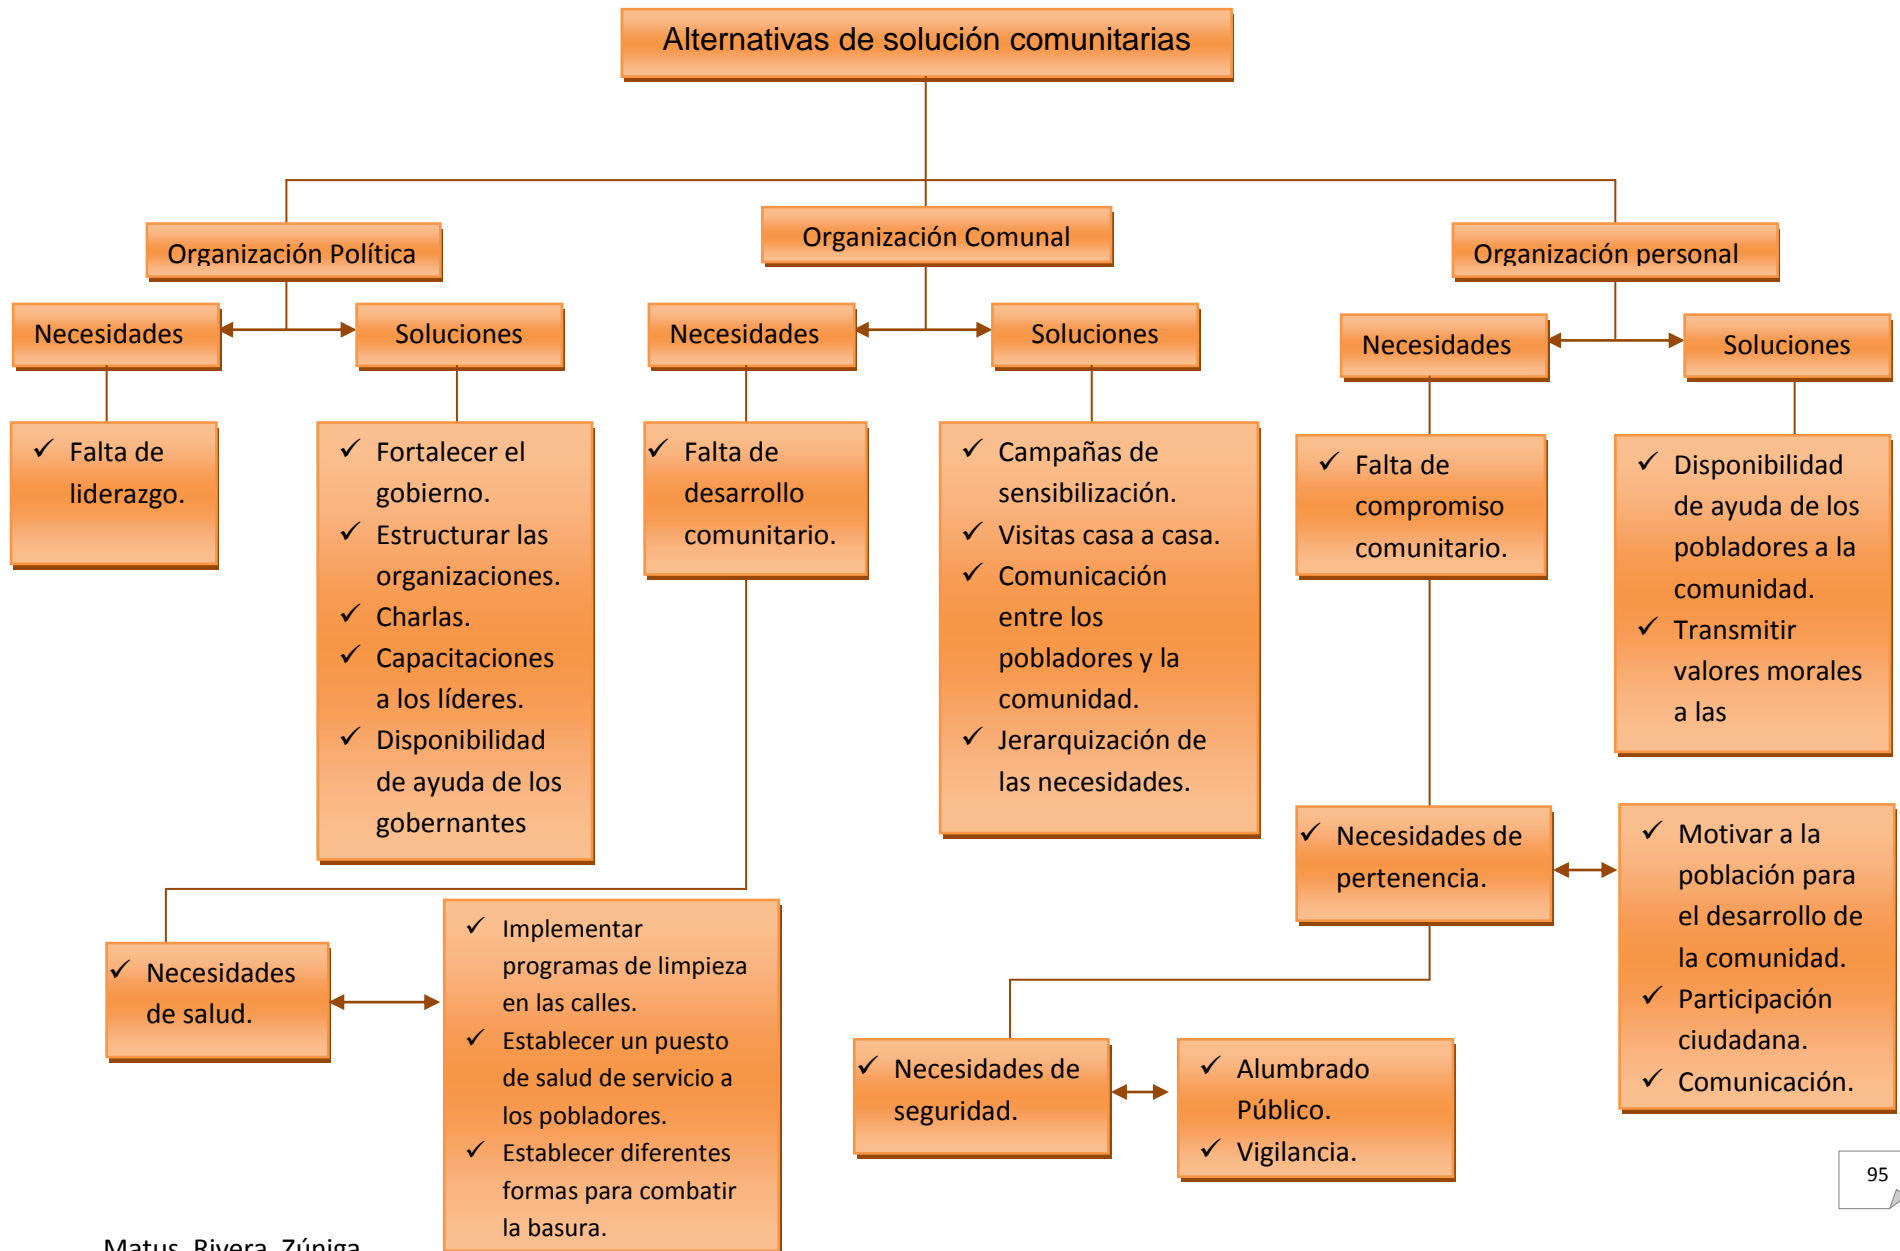 Alternativas de solución comunitarias
Organización Política
Organización Comunal
Organización personal
Necesidades
Soluciones
Necesidades
Soluciones
Necesidades
Soluciones
✓ Falta de
liderazgo.
✓ Fortalecer el
gobierno.
✓ Estructurar las
organizaciones.
✓ Charlas.
✓ Capacitaciones
a los líderes.
✓ Disponibilidad
de ayuda de los
gobernantes
✓ Falta de
desarrollo
comunitario.
✓ Campañas de
sensibilización.
✓ Visitas casa a casa.
✓ Comunicación
entre los
pobladores y la
comunidad.
✓ Jerarquización de
las necesidades.
✓ Falta de
compromiso
comunitario.
✓ Disponibilidad
de ayuda de los
pobladores a la
comunidad.
✓ Transmitir
valores morales
a las
✓ Necesidades
de salud.
✓ Implementar
programas de limpieza
en las calles.
✓ Establecer un puesto
de salud de servicio a
los pobladores.
✓ Establecer diferentes
formas para combatir
la basura.
✓ Necesidades de
pertenencia.
✓ Motivar a la
población para
el desarrollo de
la comunidad.
✓ Participación
ciudadana.
✓ Comunicación.
✓ Necesidades de
seguridad.
✓ Alumbrado
Público.
✓ Vigilancia.
95
Matus, Rivera, Zúniga